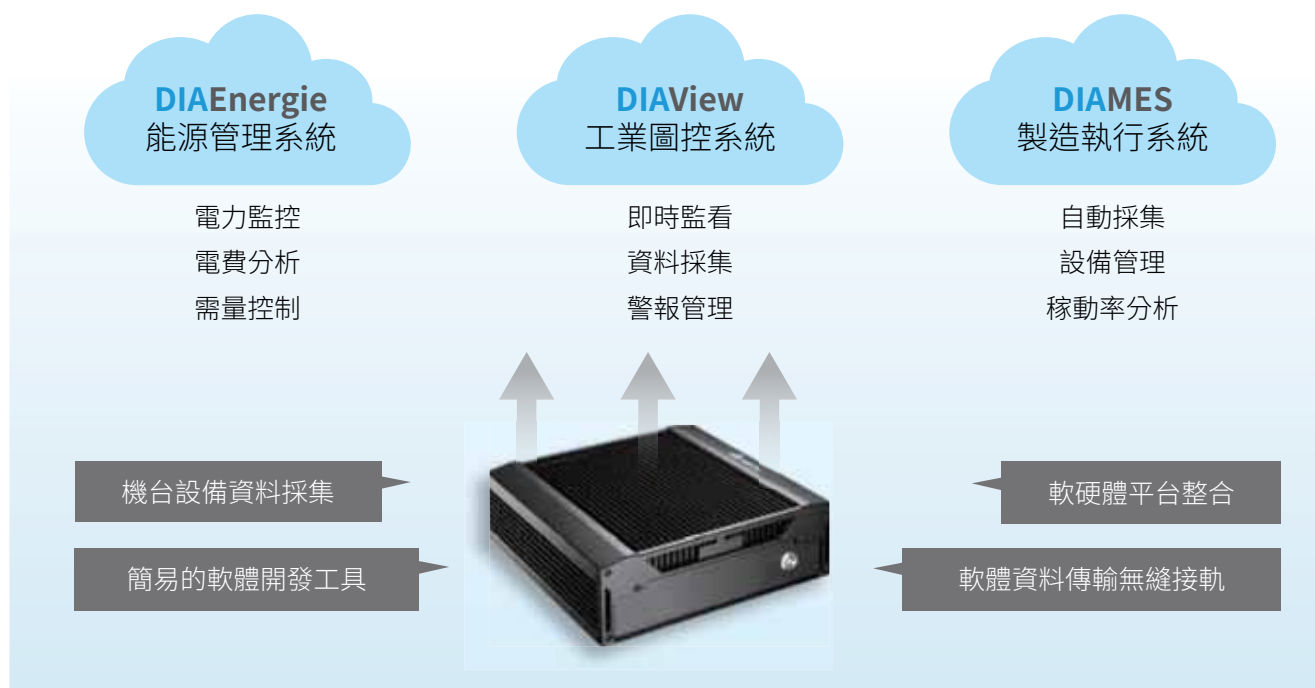 DIAEnergie
能源管理系統
電力監控
電費分析
需量控制
DIAView
工業圖控系統
即時監看
資料採集
警報管理
DIAMES
製造執行系統
自動採集
設備管理
稼動率分析
機台設備資料採集
簡易的軟體開發工具
軟硬體平台整合
軟體資料傳輸無縫接軌